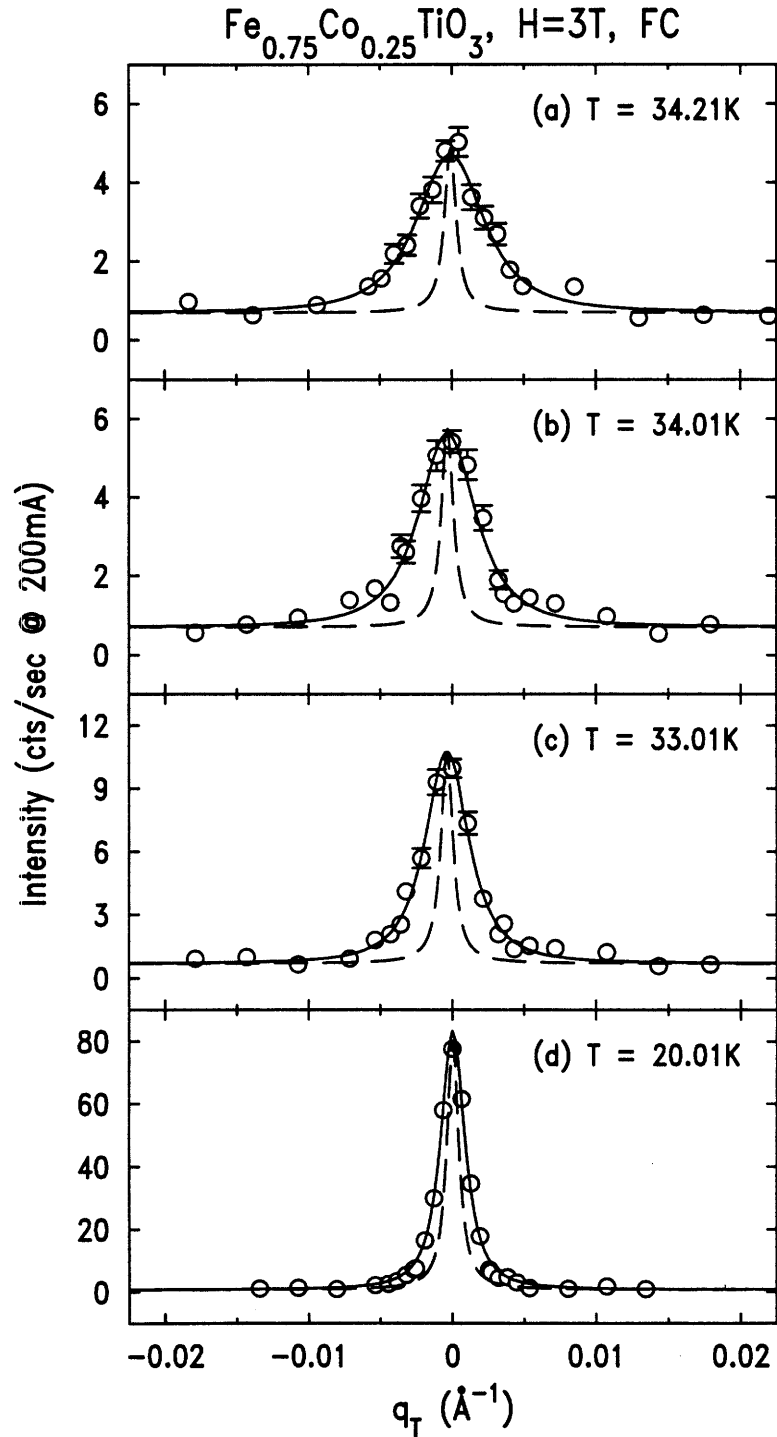 Fe0.75Co0.25TiO3, H=3T, FC
(a) T = 34.21K
6
4
2
0
(b) T = 34.01K
6
4
2
0
Intensity (cts/sec @ 200mA)
(c) T = 33.01K
12
9
6
3
0
(d) T = 20.01K
80
60
40
20
0
−0.02 −0.01 0 0.01 0.02
qT (Å−1)